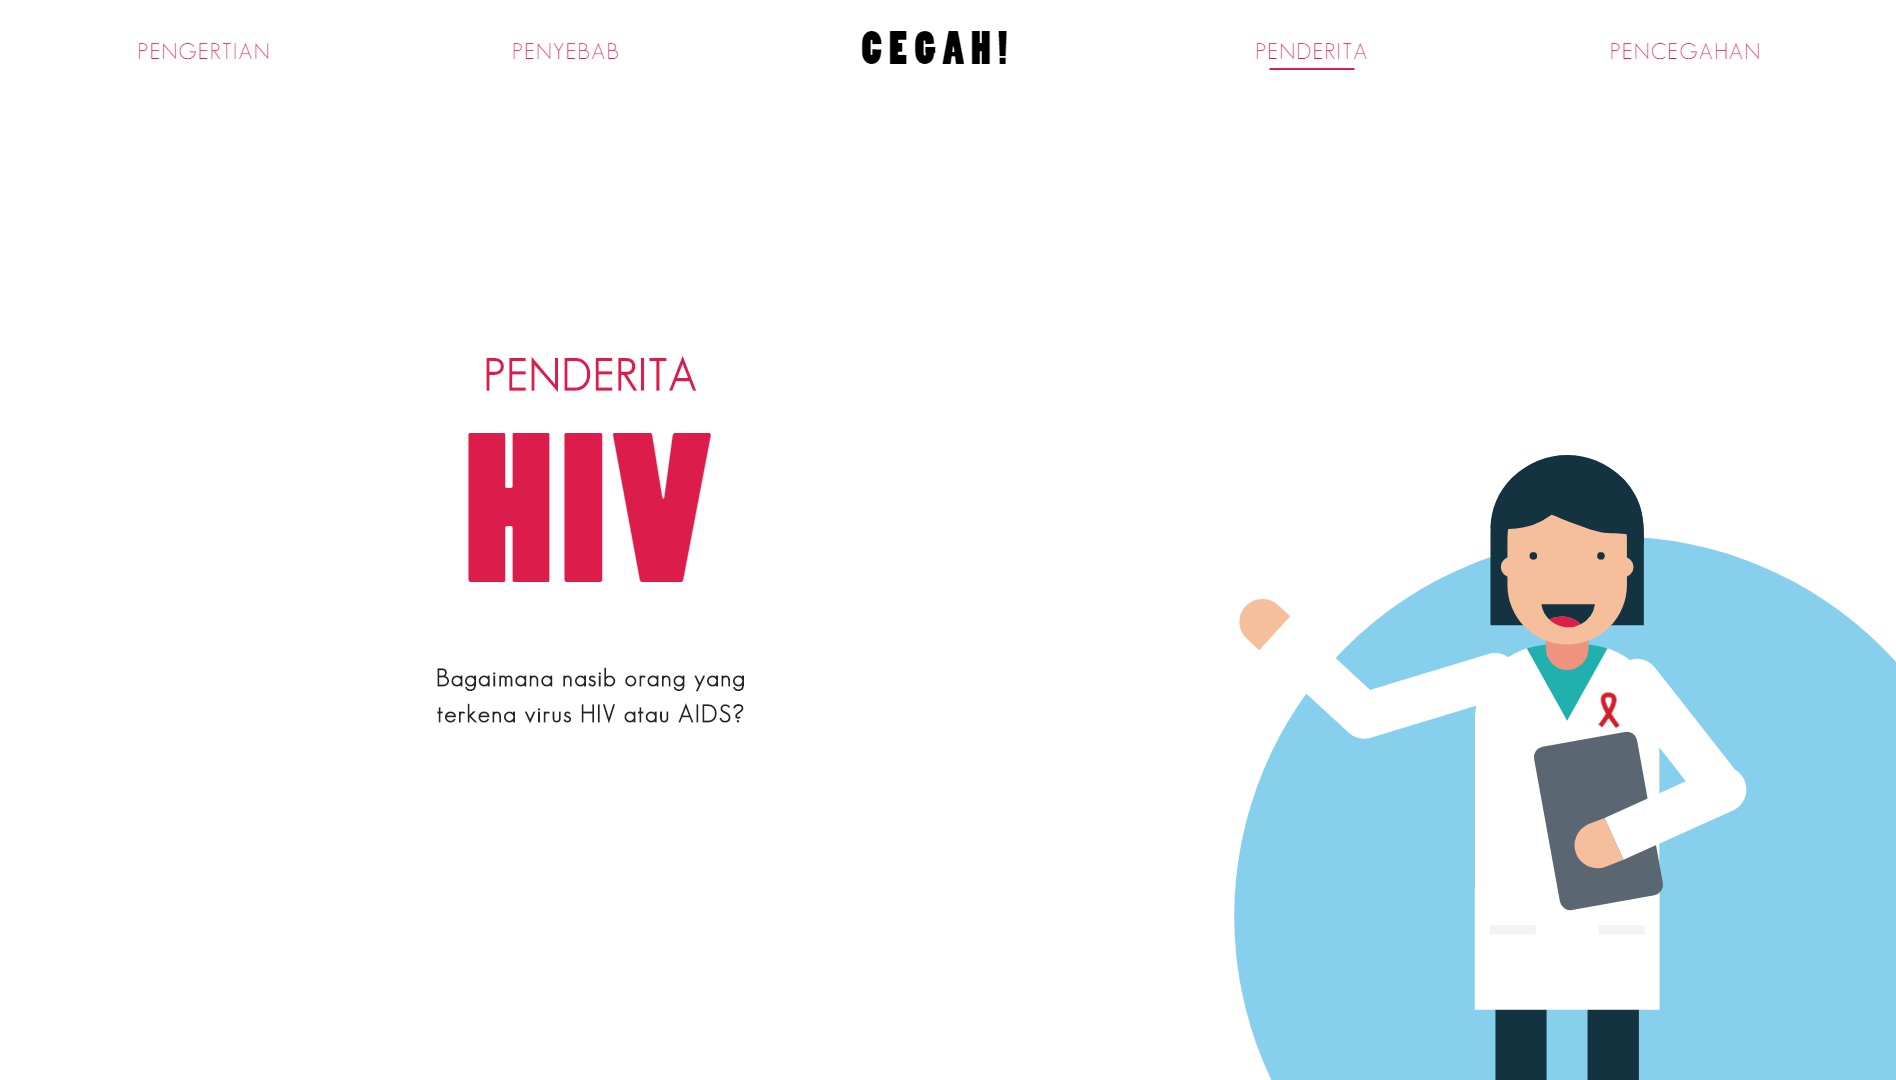 PENGERTIAN
PENYEBAB
CEGAH!
PENDERITA
PENCEGAHAN
PENDERITA
HIV
Bagaimana nasib orang yang
terkena virus HIV atau AIDS?